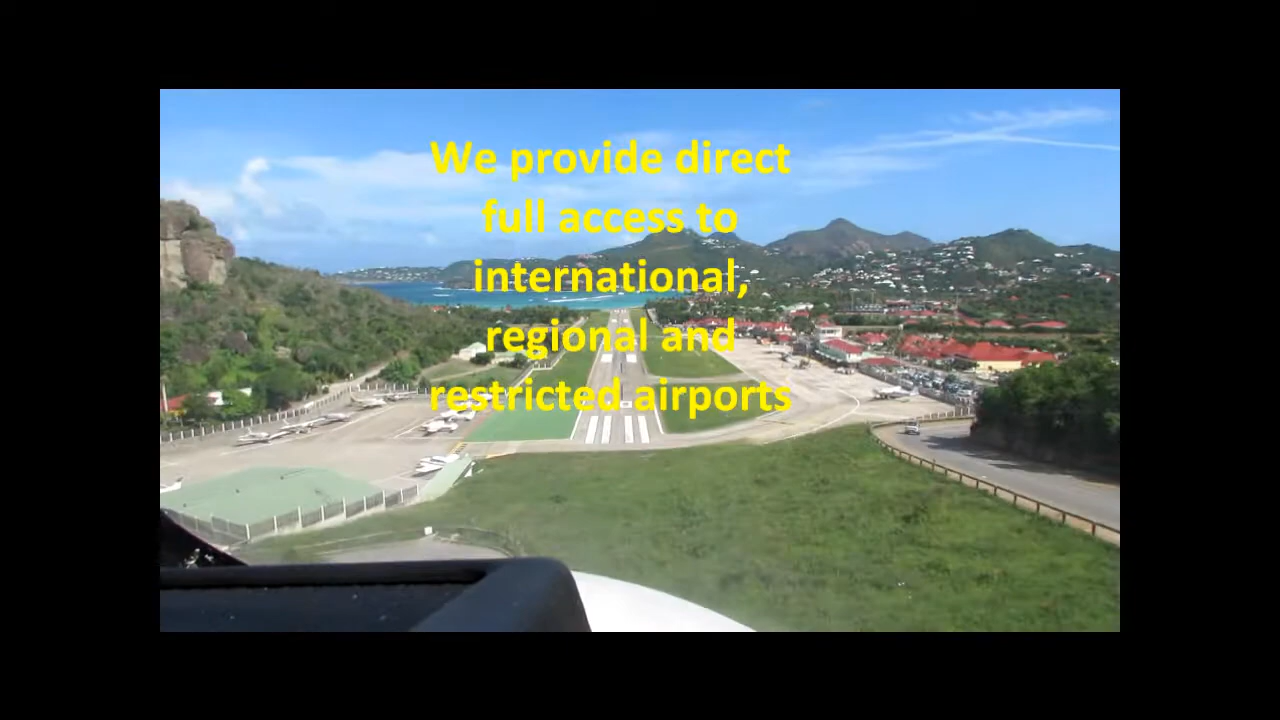 We provide direct
full access to
international,
regional and
restricted airports